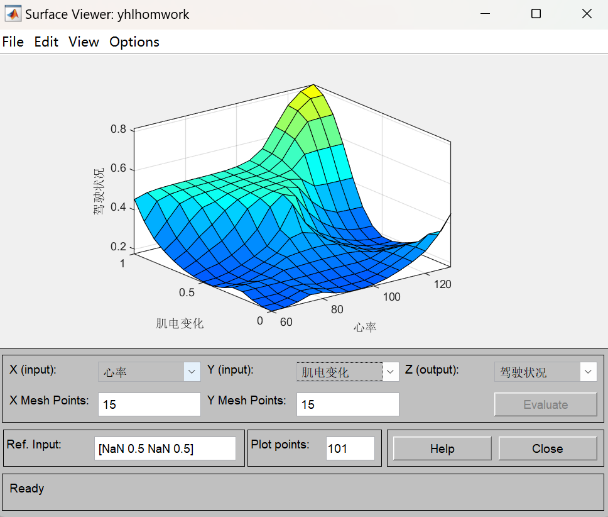 Surface Viewer: yhlhomwork
File Edit View Options
0.8
0.6
0.4
0.2
驾驶状况
1
0.5
0
肌电变化
60
80
100
120
心率
X (input): 心率 Y (input): 肌电变化 Z (output): 驾驶状况
X Mesh Points: 15 Y Mesh Points: 15 Evaluate
Ref. Input: [NaN 0.5 NaN 0.5] Plot points: 101 Help Close
Ready